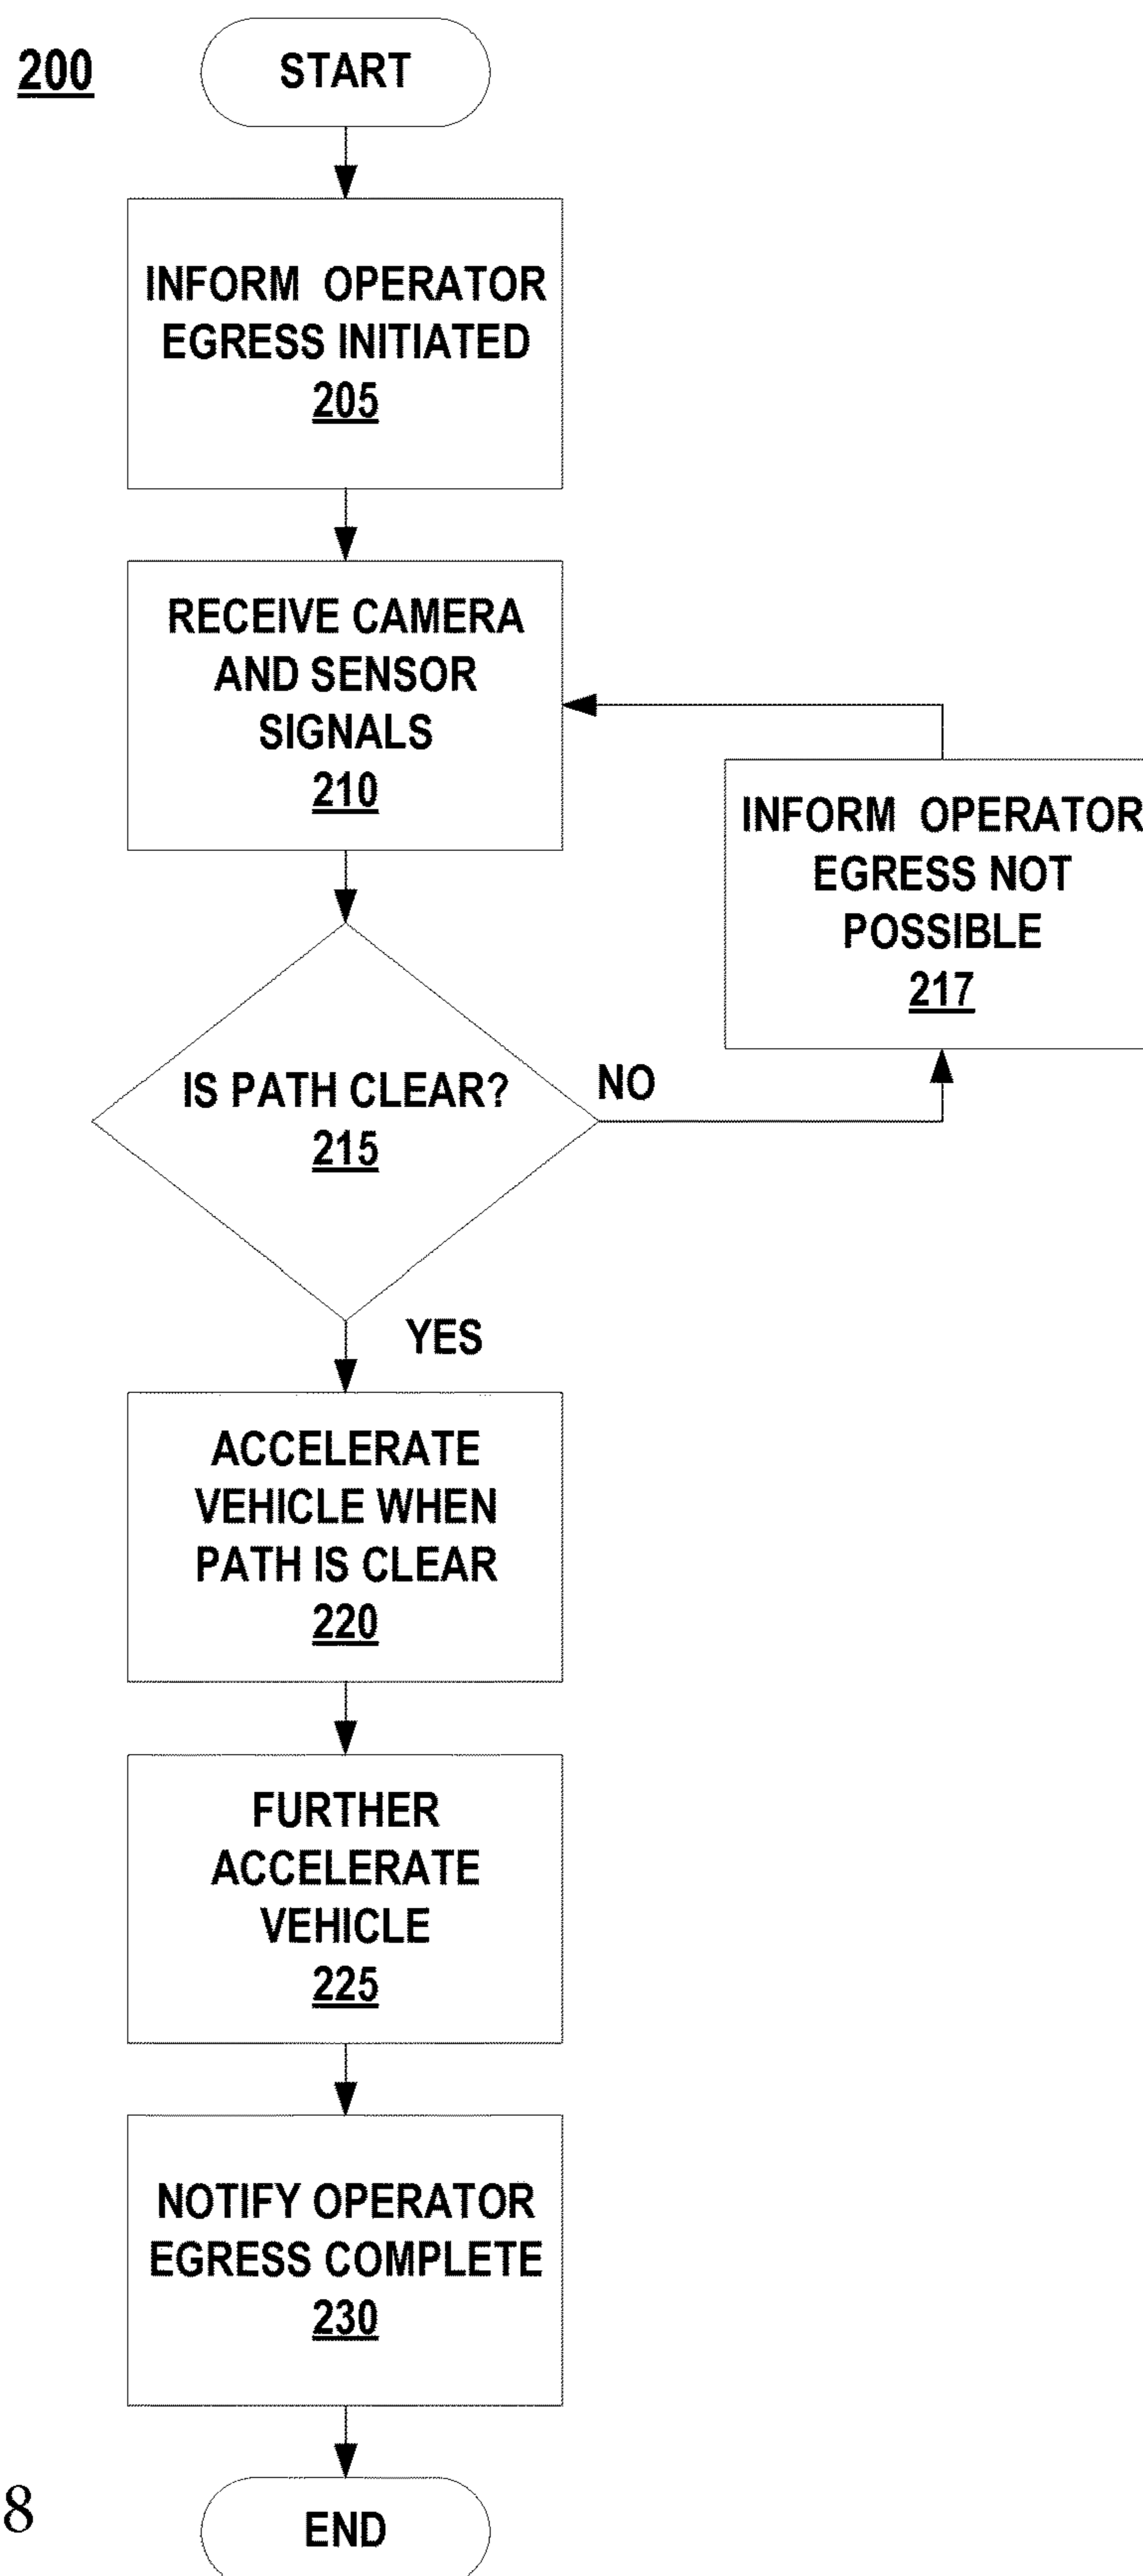 200
START
INFORM OPERATOR
EGRESS INITIATED
205
RECEIVE CAMERA
AND SENSOR
SIGNALS
210
INFORM OPERATOR
EGRESS NOT
POSSIBLE
217
IS PATH CLEAR?
215
NO
YES
ACCELERATE
VEHICLE WHEN
PATH IS CLEAR
220
FURTHER
ACCELERATE
VEHICLE
225
NOTIFY OPERATOR
EGRESS COMPLETE
230
8
END